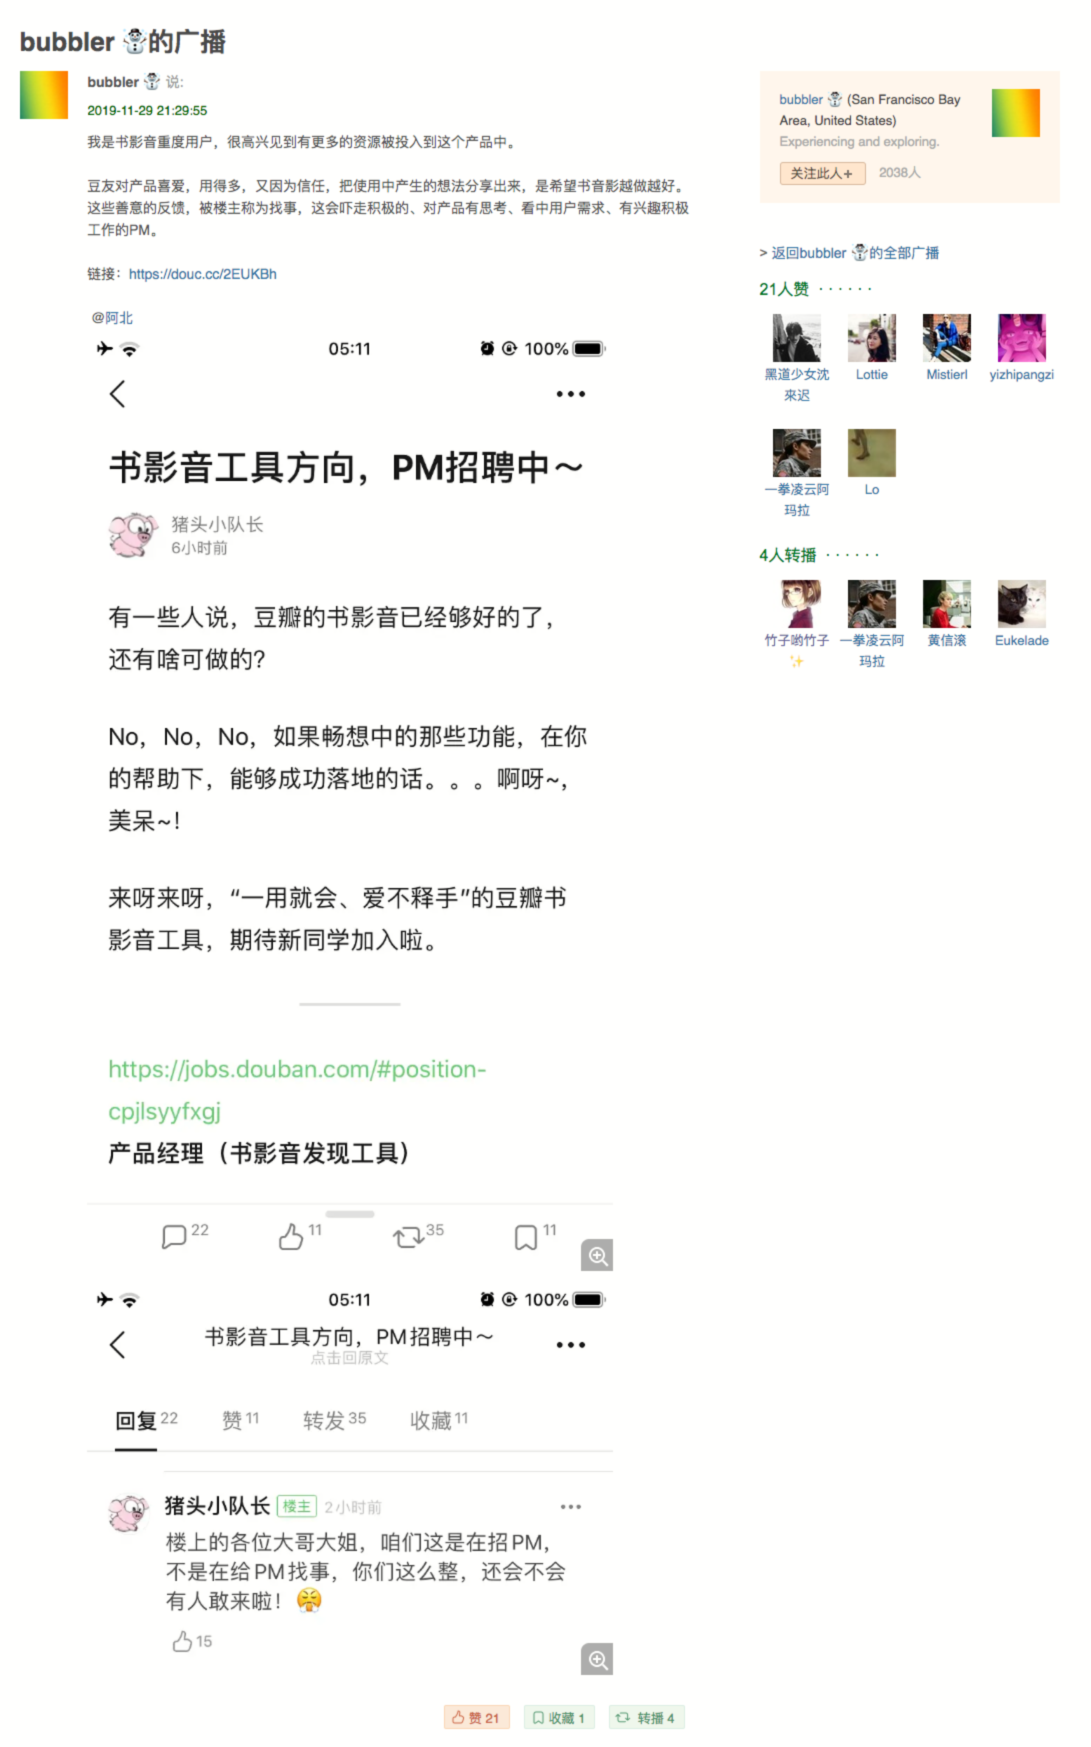 bubbler ☃的广播
bubbler ☃ 说:
2019-11-29 21:29:55
我是书影音重度用户，很高兴见到有更多的资源被投入到这个产品中。
豆友对产品喜爱，用得多，又因为信任，把使用中产生的想法分享出来，是希望书音影越做越好。
这些善意的反馈，被楼主称为找事，这会吓走积极的、对产品有思考、看中用户需求、有兴趣积极
工作的PM。
链接：https://douc.cc/2EUKBh
@阿北
05:11
100%
书影音工具方向，PM招聘中～
猪头小队长
6小时前
有一些人说，豆瓣的书影音已经够好的了，
还有啥可做的?
No，No，No，如果畅想中的那些功能，在你
的帮助下，能够成功落地的话。。。啊呀~，
美呆~!
来呀来呀，“一用就会、爱不释手”的豆瓣书
影音工具，期待新同学加入啦。
https://jobs.douban.com/#position-
cpjlsyyfxgj
产品经理（书影音发现工具）
22 11 35 11
05:11
100%
书影音工具方向，PM招聘中～
点击回原文
回复 22 赞 11 转发 35 收藏 11
猪头小队长 楼主 2小时前
楼上的各位大哥大姐，咱们这是在招PM，
不是在给PM找事，你们这么整，还会不会
有人敢来啦！😤
15
赞 21 收藏 1 转播 4
bubbler ☃ (San Francisco Bay
Area, United States)
Experiencing and exploring.
关注此人+ 2038人
> 返回bubbler ☃的全部广播
21人赞 · · · · · ·
黑道少女沈
來迟
Lottie
Mistierl
yizhipangzi
一拳凌云阿
玛拉
Lo
4人转播 · · · · · ·
竹子哟竹子
✨
一拳凌云阿
玛拉
黄信滚
Eukelade